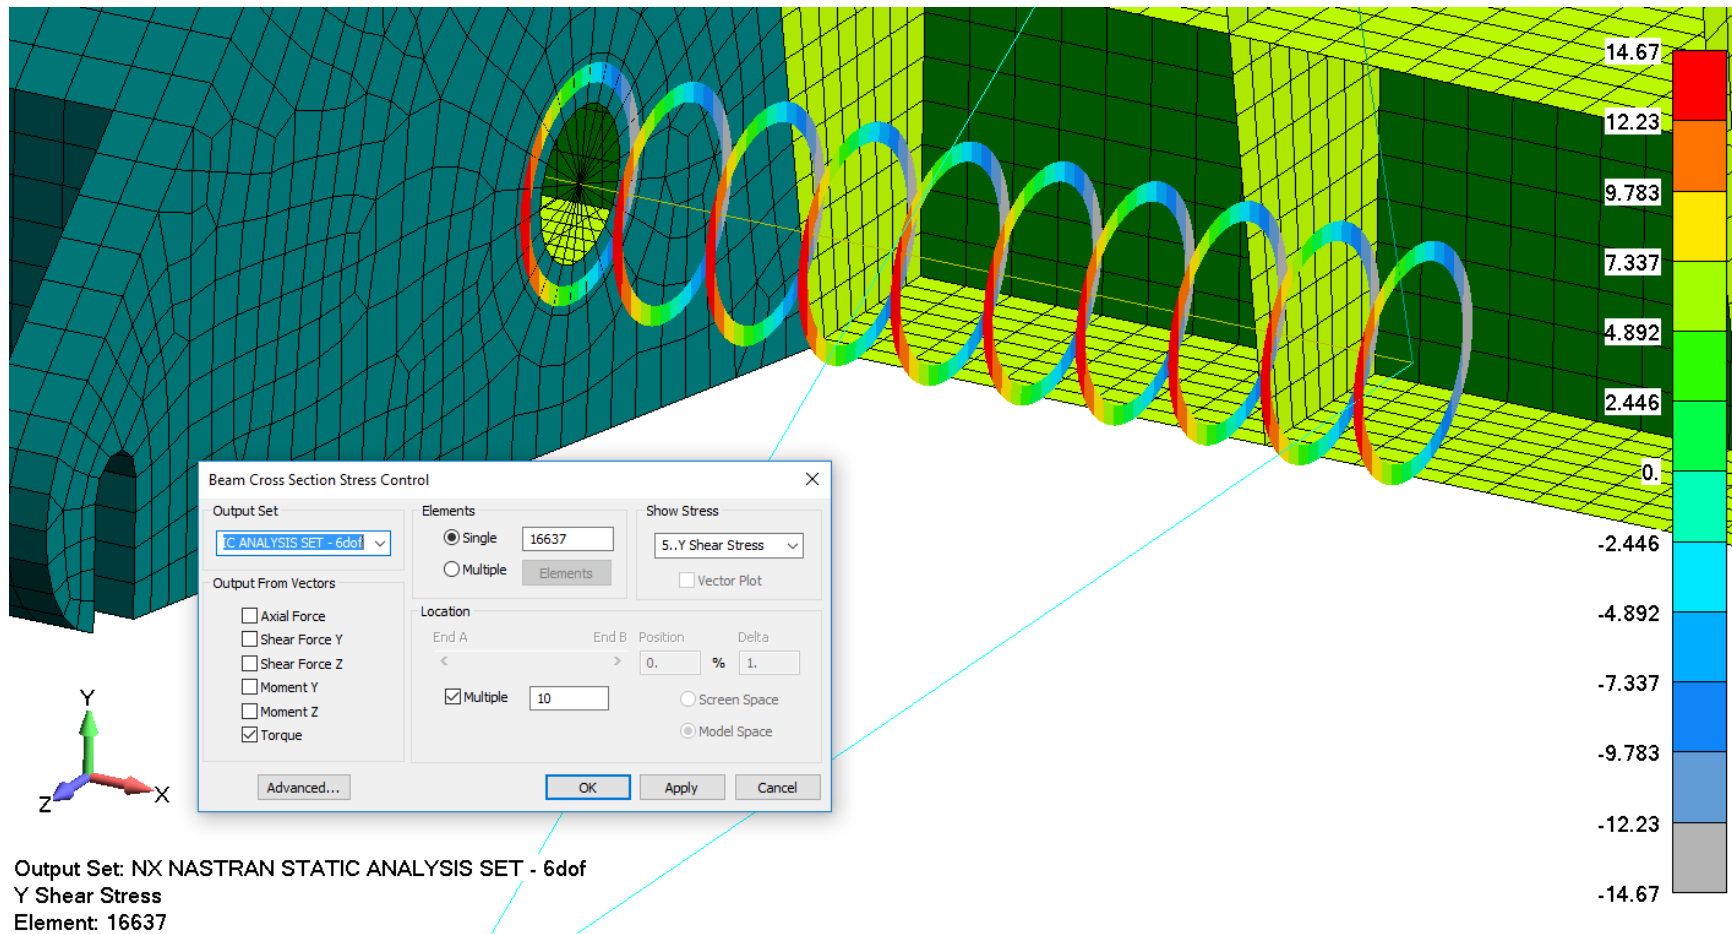 14.67
12.23
9.783
7.337
4.892
2.446
0.
-2.446
-4.892
-7.337
-9.783
-12.23
-14.67
Beam Cross Section Stress Control
Output Set
IC ANALYSIS SET - 6dof
Elements
Single
16637
Multiple
Elements
Show Stress
5..Y Shear Stress
Vector Plot
Output From Vectors
Axial Force
Shear Force Y
Shear Force Z
Moment Y
Moment Z
Torque
Location
End A
End B
Position
Delta
<
>
0.
%
1.
Multiple
10
Screen Space
Model Space
Advanced...
OK
Apply
Cancel
Y
X
Z
Output Set: NX NASTRAN STATIC ANALYSIS SET - 6dof
Y Shear Stress
Element: 16637